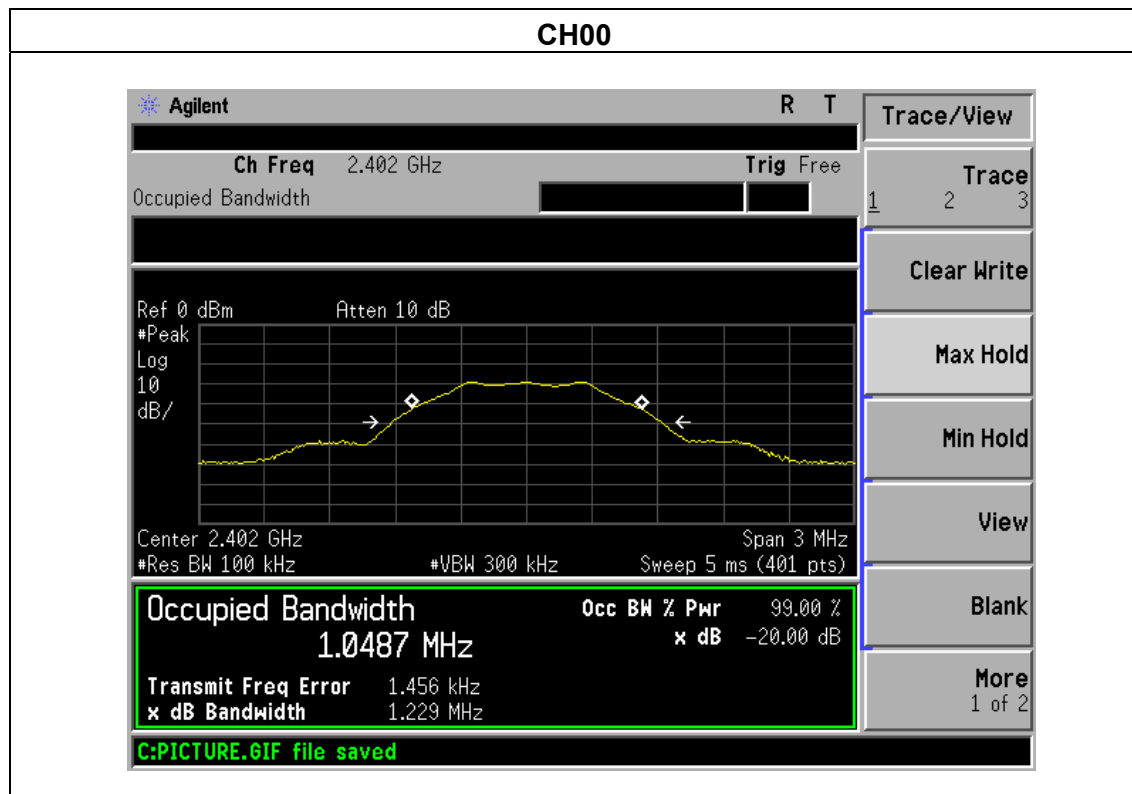 CH00
Agilent R T
Ch Freq 2.402 GHz Trig Free
Occupied Bandwidth
Ref 0 dBm Atten 10 dB
#Peak
Log
10
dB/
Center 2.402 GHz Span 3 MHz
#Res BW 100 kHz #VBW 300 kHz Sweep 5 ms (401 pts)
Occupied Bandwidth Occ BW % Pwr 99.00 %
1.0487 MHz x dB -20.00 dB
Transmit Freq Error 1.456 kHz
x dB Bandwidth 1.229 MHz
C:PICTURE.GIF file saved
Trace/View
Trace
1 2 3
Clear Write
Max Hold
Min Hold
View
Blank
More
1 of 2